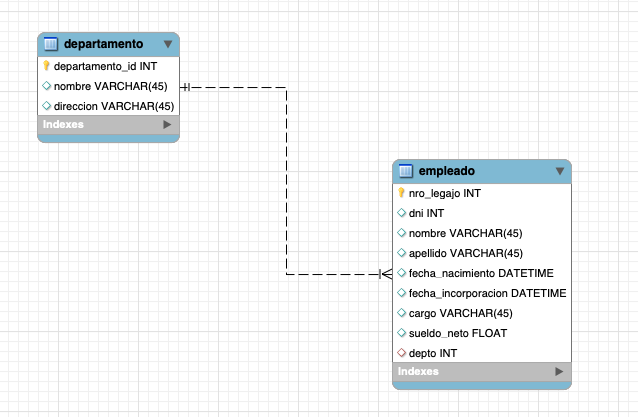 departamento
departamento_id INT
nombre VARCHAR(45)
direccion VARCHAR(45)
Indexes
empleado
nro_legajo INT
dni INT
nombre VARCHAR(45)
apellido VARCHAR(45)
fecha_nacimiento DATETIME
fecha_incorporacion DATETIME
cargo VARCHAR(45)
sueldo_neto FLOAT
depto INT
Indexes